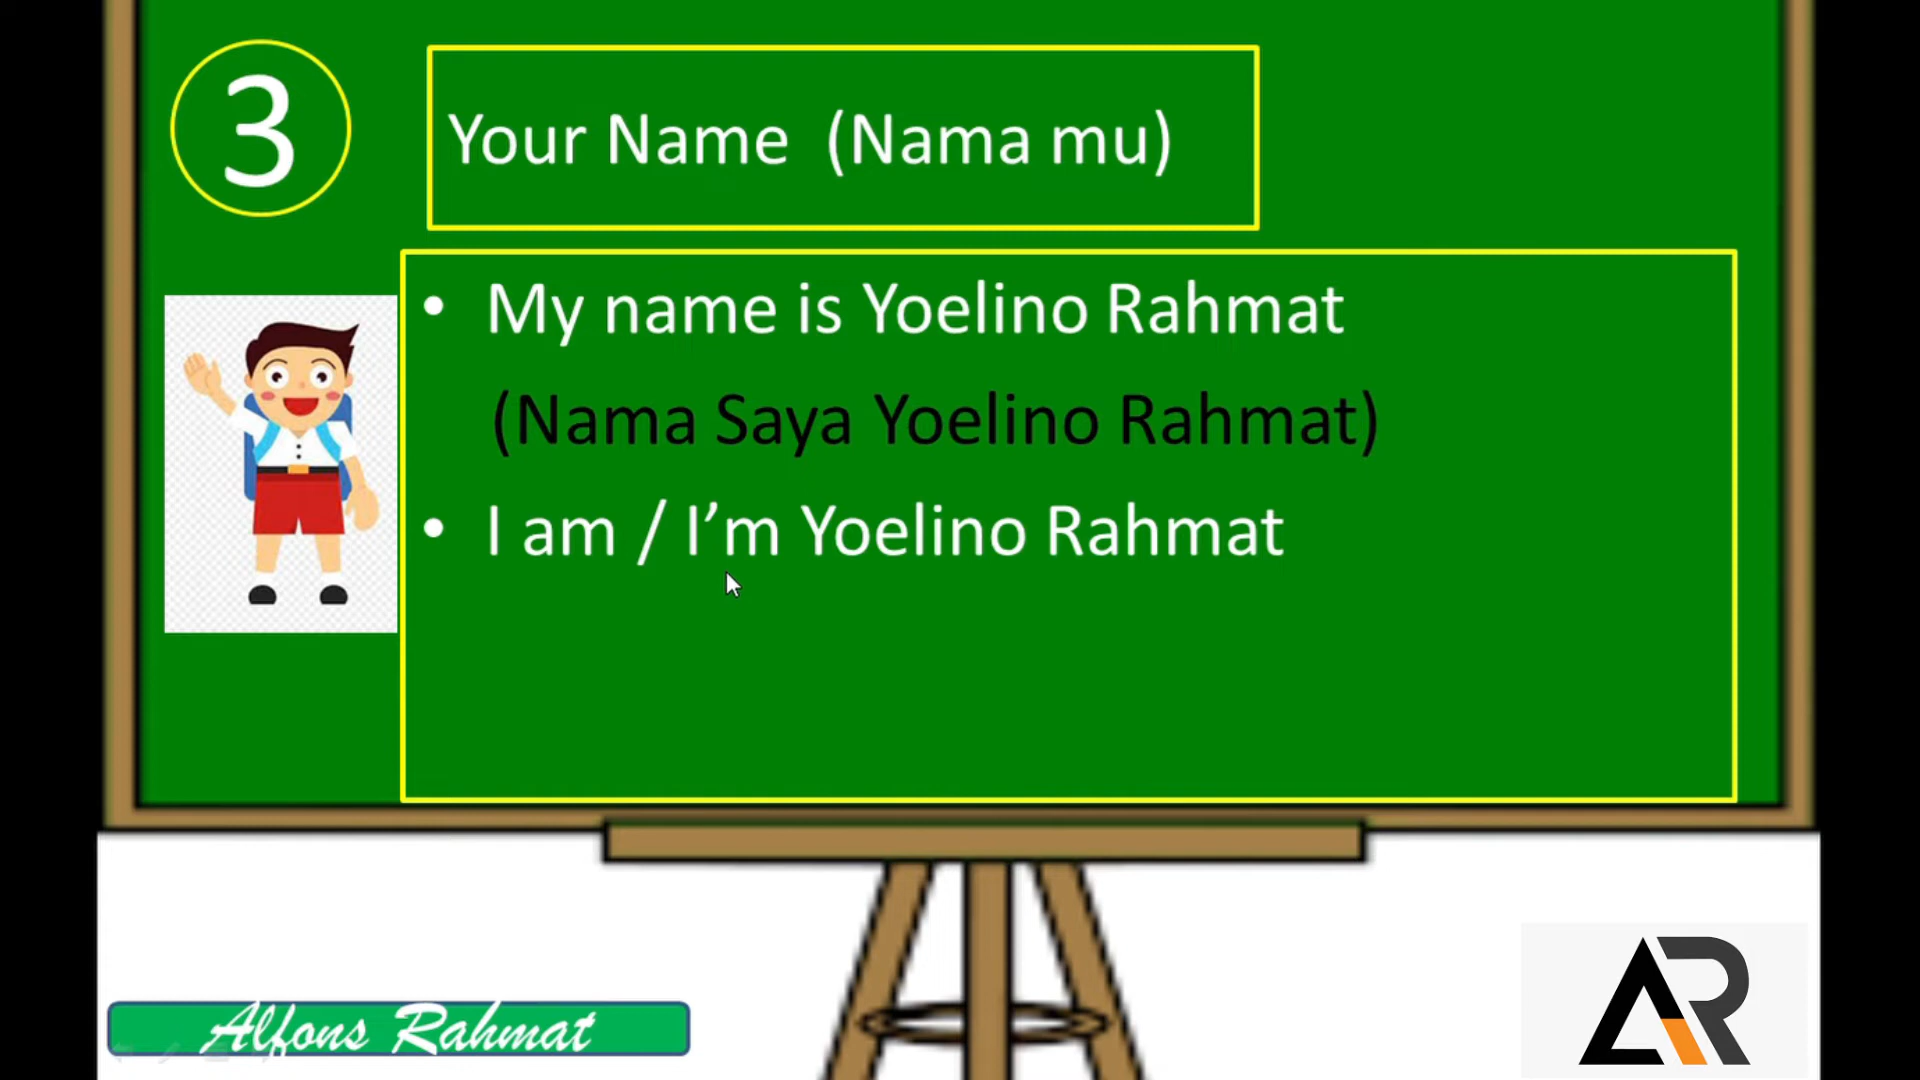 3
Your Name (Nama mu)
• My name is Yoelino Rahmat
(Nama Saya Yoelino Rahmat)
• I am / I’m Yoelino Rahmat
Alfons Rahmat
AR